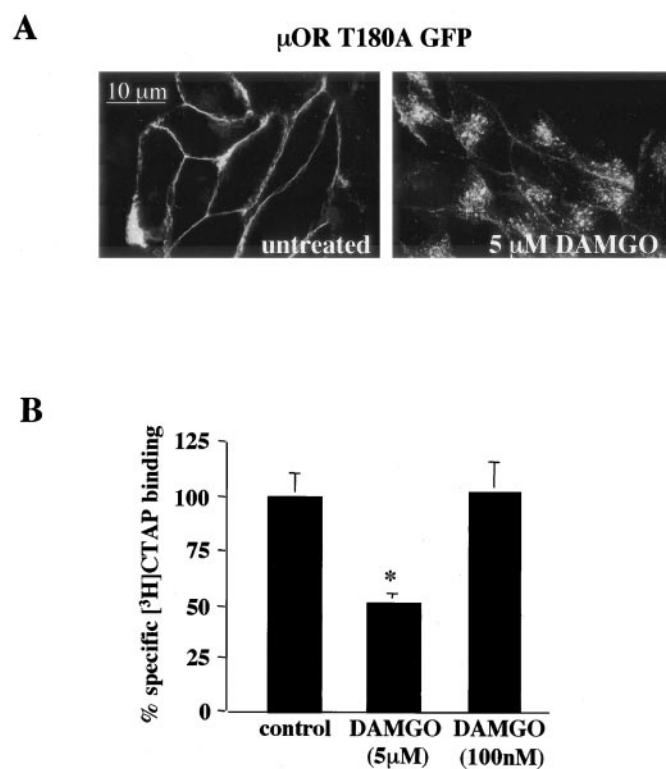 A
μOR T180A GFP
10 μm
untreated
5 μM DAMGO
B
% specific [³H]CTAP binding
125
100
75
50
25
0
*
control
DAMGO
(5μM)
DAMGO
(100nM)